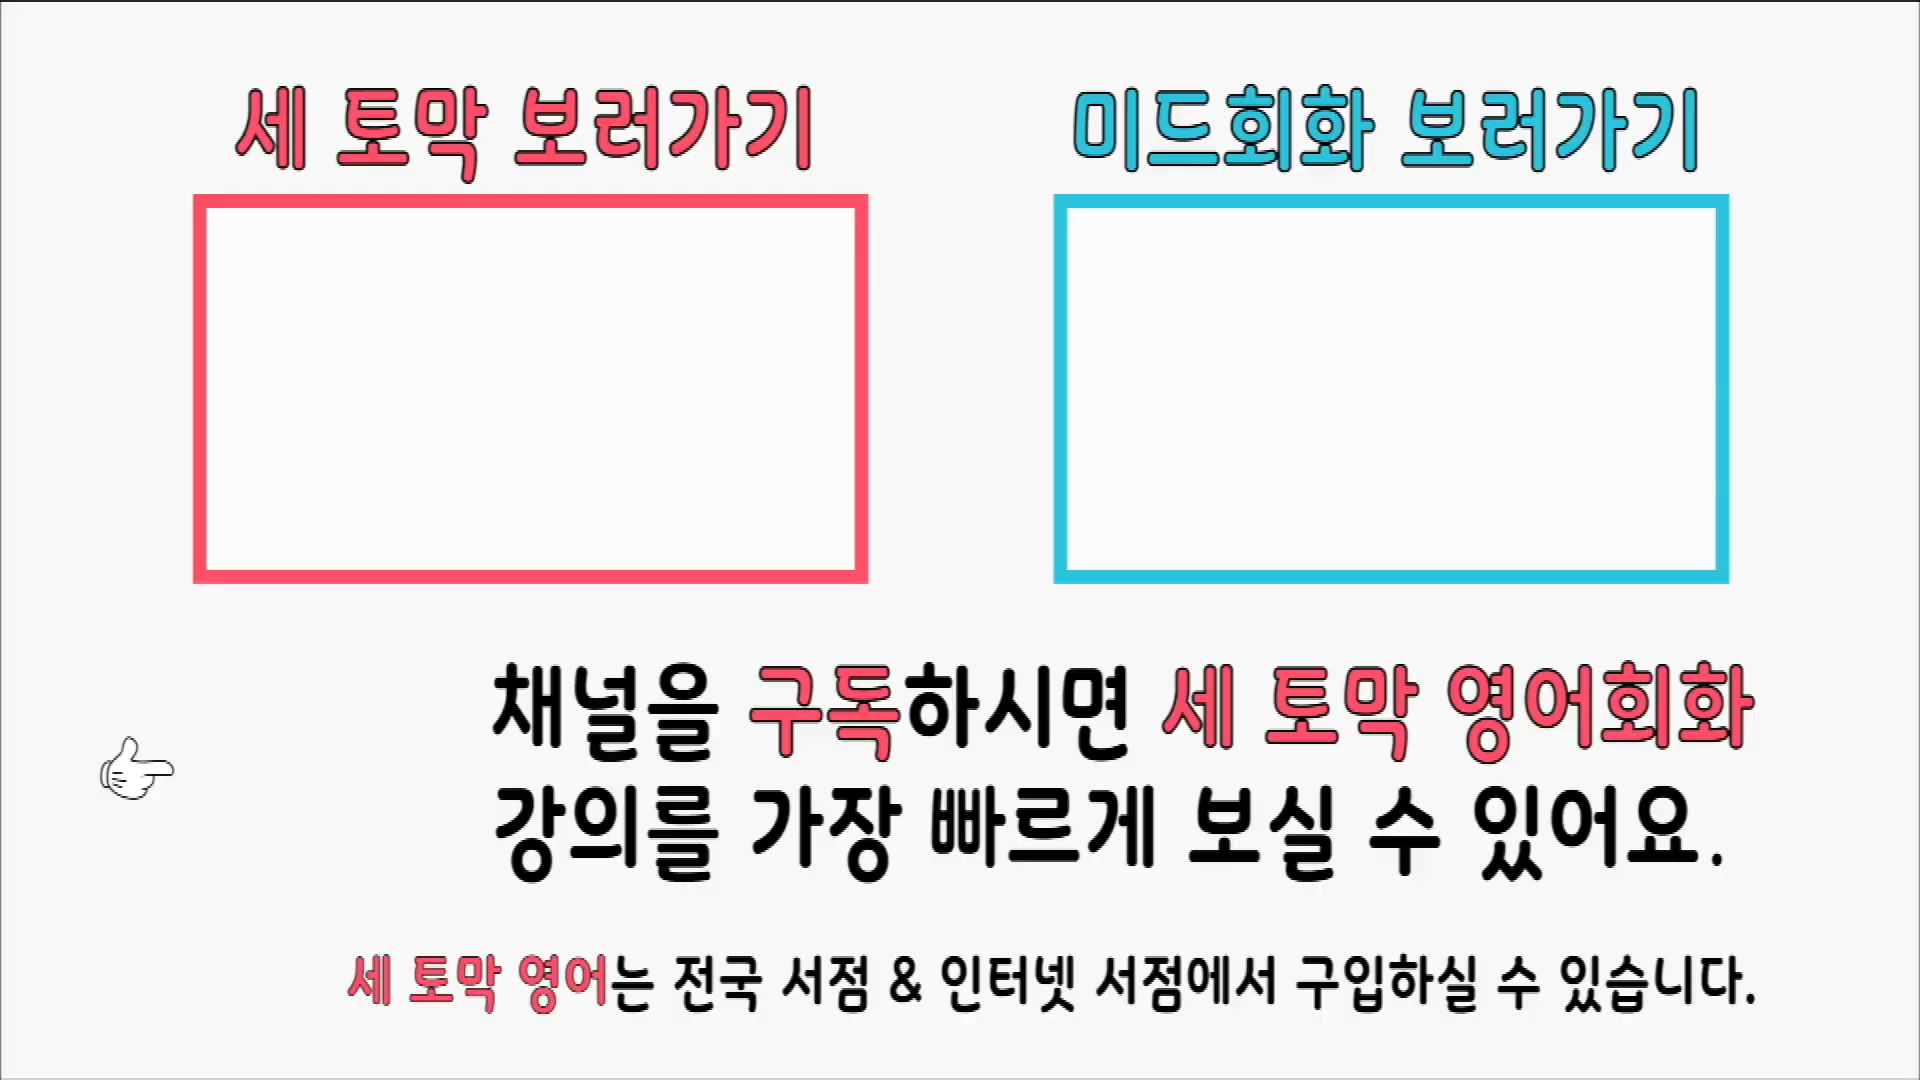 세 토막 보러가기
미드회화 보러가기
채널을 구독하시면 세 토막 영어회화
강의를 가장 빠르게 보실 수 있어요.
세 토막 영어는 전국 서점 & 인터넷 서점에서 구입하실 수 있습니다.